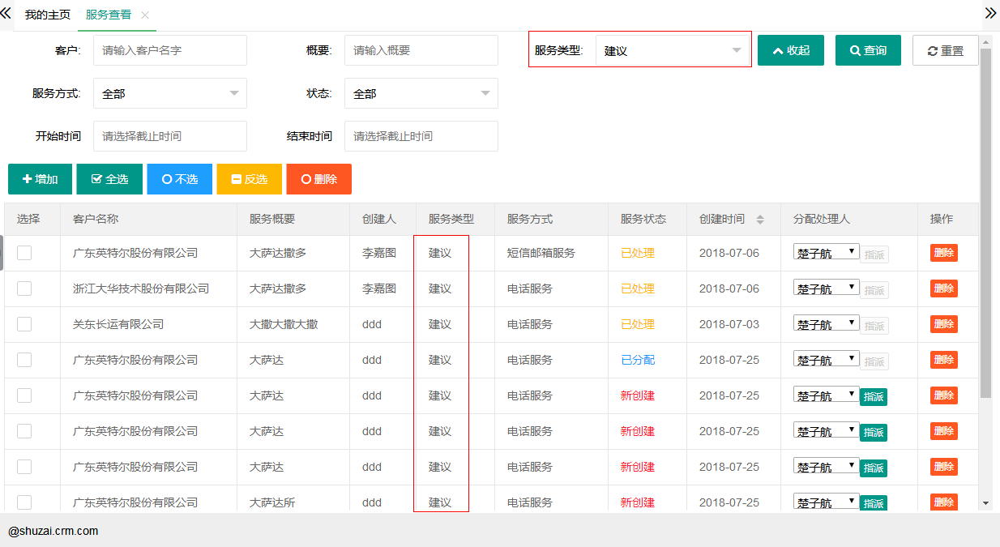 我的主页 服务查看
客户: 请输入客户名字 概要: 请输入概要 服务类型: 建议 收起 查询 重置
服务方式: 全部 状态: 全部
开始时间 请选择截止时间 结束时间 请选择截止时间
增加 全选 不选 反选 删除
选择 客户名称 服务概要 创建人 服务类型 服务方式 服务状态 创建时间 分配处理人 操作
广东英特尔股份有限公司 大萨达撒多 李嘉图 建议 短信邮箱服务 已处理 2018-07-06 楚子航 指派 删除
浙江大华技术股份有限公司 大萨达撒多 李嘉图 建议 电话服务 已处理 2018-07-06 楚子航 指派 删除
关东长运有限公司 大撒大撒大撒 ddd 建议 电话服务 已处理 2018-07-03 楚子航 指派 删除
广东英特尔股份有限公司 大萨达 ddd 建议 电话服务 已分配 2018-07-25 楚子航 指派 删除
广东英特尔股份有限公司 大萨达 ddd 建议 电话服务 新创建 2018-07-25 楚子航 指派 删除
广东英特尔股份有限公司 大萨达 ddd 建议 电话服务 新创建 2018-07-25 楚子航 指派 删除
广东英特尔股份有限公司 大萨达 ddd 建议 电话服务 新创建 2018-07-25 楚子航 指派 删除
广东英特尔股份有限公司 大萨达所 ddd 建议 电话服务 新创建 2018-07-25 楚子航 指派 删除
@shuzai.crm.com